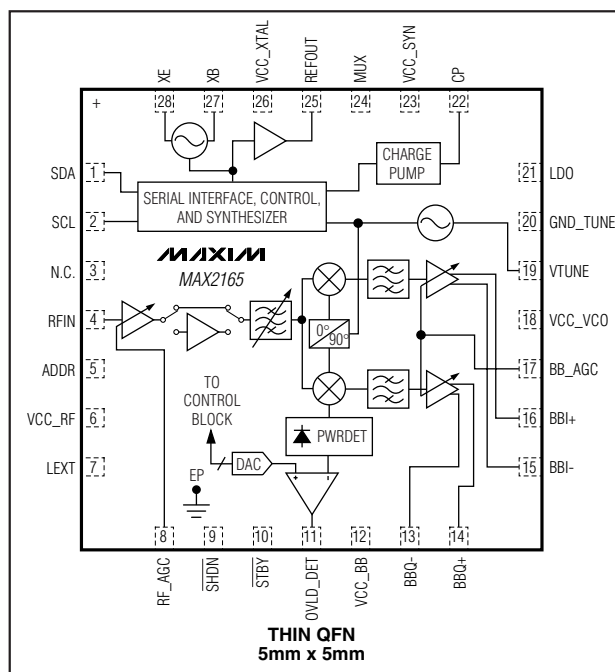 XE
XB
VCC_XTAL
REFOUT
MUX
VCC_SYN
CP
+
28
27
26
25
24
23
22
SDA
1
SERIAL INTERFACE, CONTROL,
AND SYNTHESIZER
CHARGE
PUMP
21
LDO
SCL
2
20
GND_TUNE
N.C.
3
MAXIM
MAX2165
19
VTUNE
RFIN
4
0°
90°
18
VCC_VCO
ADDR
5
17
BB_AGC
VCC_RF
6
TO
CONTROL
BLOCK
PWRDET
16
BBI+
LEXT
7
EP
DAC
+
-
15
BBI-
8
9
10
11
12
13
14
RF_AGC
SHDN
STBY
OVLD_DET
VCC_BB
BBQ-
BBQ+
THIN QFN
5mm x 5mm